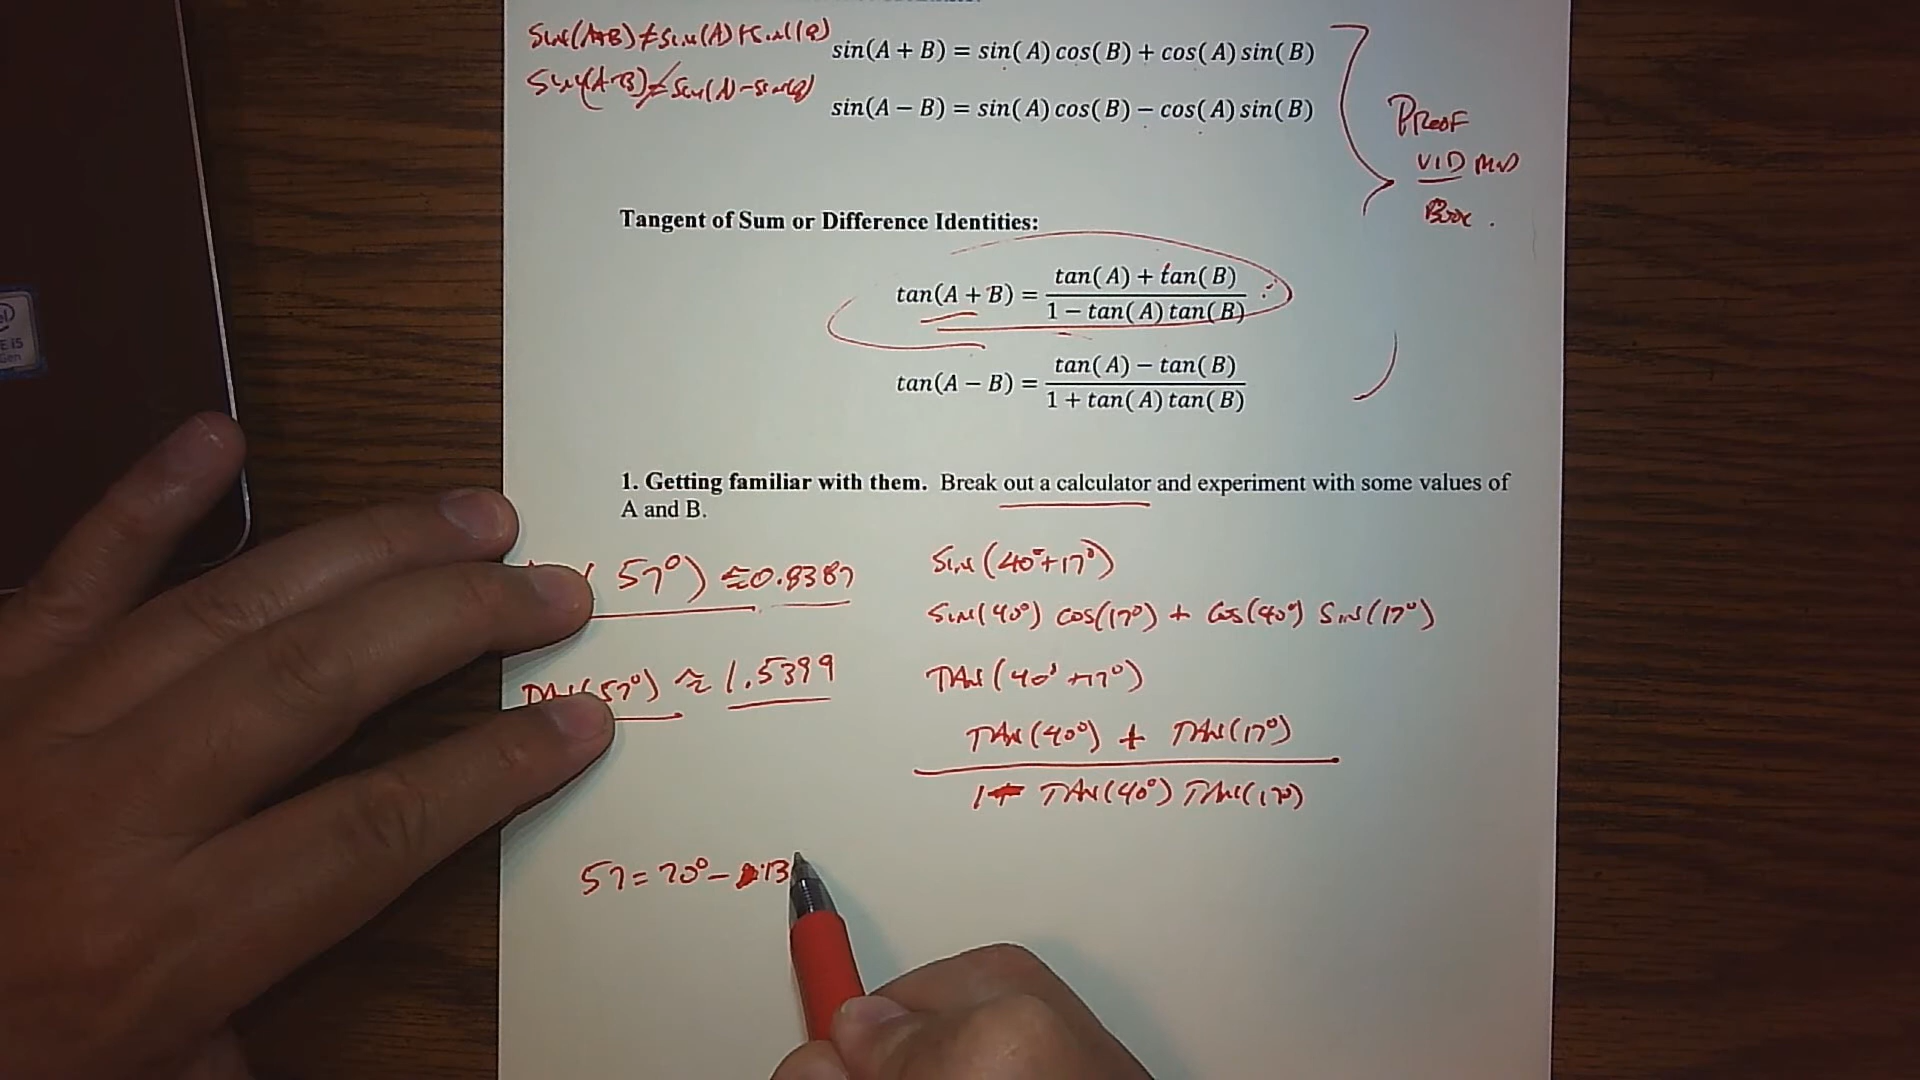 sin(A+B) ≠ sin(A)+sin(B)
sin(A + B) = sin( A) cos( B) + cos( A) sin( B)
sin(A-B) ≠ sin(A)-sin(B)
sin(A − B) = sin( A) cos( B) − cos( A) sin( B)
PROOF
VID AND
BOOK.
Tangent of Sum or Difference Identities:
tan(A + B) = tan( A) + tan( B) / 1 − tan( A) tan( B)
tan(A − B) = tan( A) − tan( B) / 1 + tan( A) tan( B)
1. Getting familiar with them. Break out a calculator and experiment with some values of
A and B.
( 57°) ≈0.8387
Sin (40°+17°)
Sin(40°) cos(17°) + Cos(40°) Sin(17°)
TAN(57°) ≈ 1.5399
TAN (40° +17°)
TAN (40°) + TAN(17°)
1- TAN(40°) TAN(17°)
57= 70° - 13
E i5
Gen